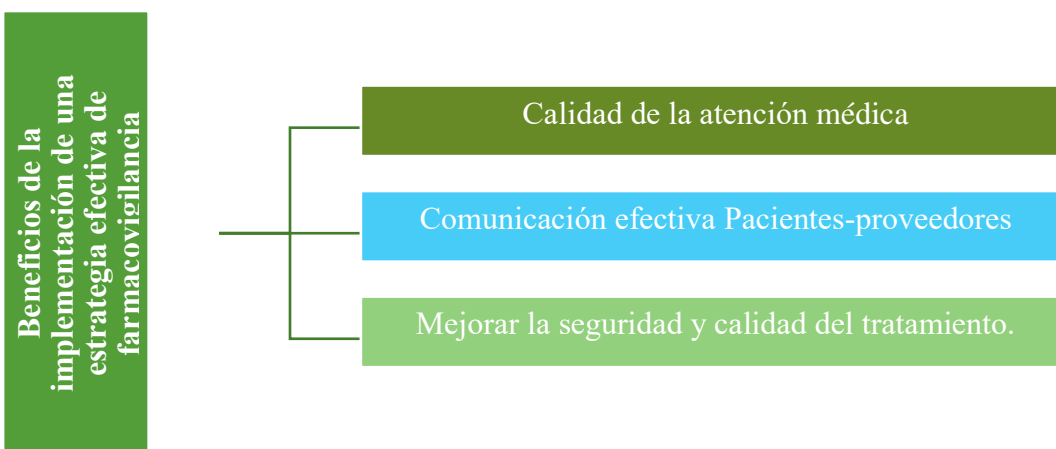 Beneficios de la
implementación de una
estrategia efectiva de
farmacovigilancia
Calidad de la atención médica
Comunicación efectiva Pacientes-proveedores
Mejorar la seguridad y calidad del tratamiento.